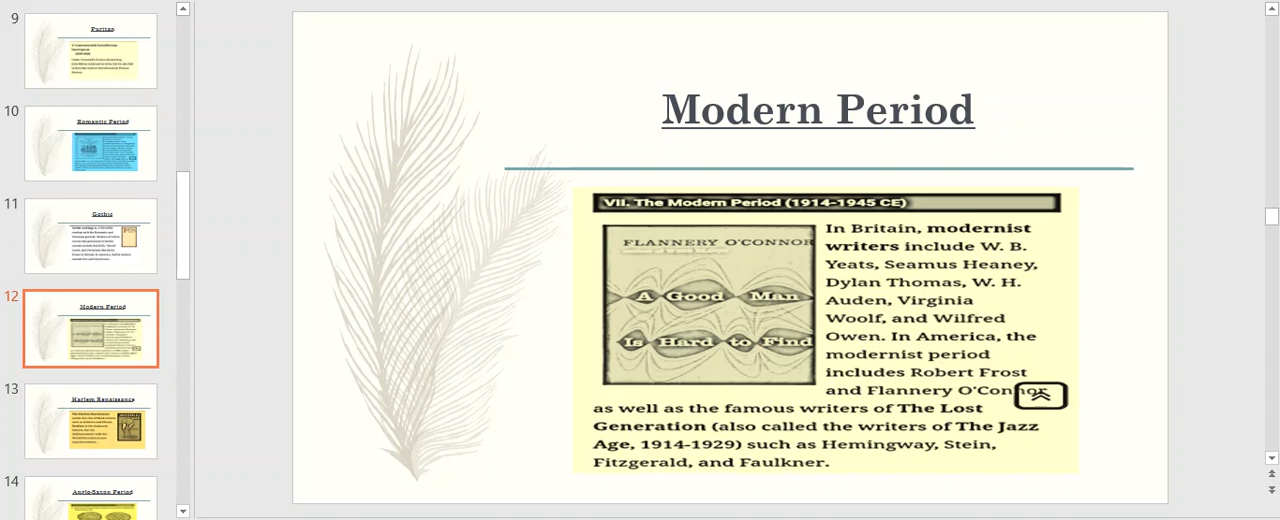 9
Puritan
10
Romantic Period
11
Gothic
12
Modern Period
13
Harlem Renaissance
14
Anglo-Saxon Period
Modern Period
VII. The Modern Period (1914-1945 CE)
FLANNERY O'CONNOR
A Good Man
Is Hard to Find
In Britain, modernist
writers include W. B.
Yeats, Seamus Heaney,
Dylan Thomas, W. H.
Auden, Virginia
Woolf, and Wilfred
Owen. In America, the
modernist period
includes Robert Frost
and Flannery O'Connor
as well as the famous writers of The Lost
Generation (also called the writers of The Jazz
Age, 1914-1929) such as Hemingway, Stein,
Fitzgerald, and Faulkner.